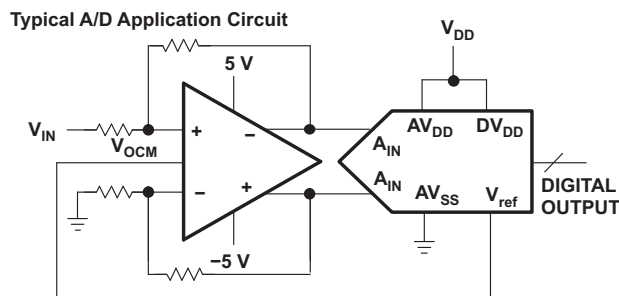 Typical A/D Application Circuit
V_DD
5 V
V_IN
+
−
V_OCM
AV_DD DV_DD
A_IN
A_IN
−
+
AV_SS V_ref
DIGITAL
OUTPUT
−5 V